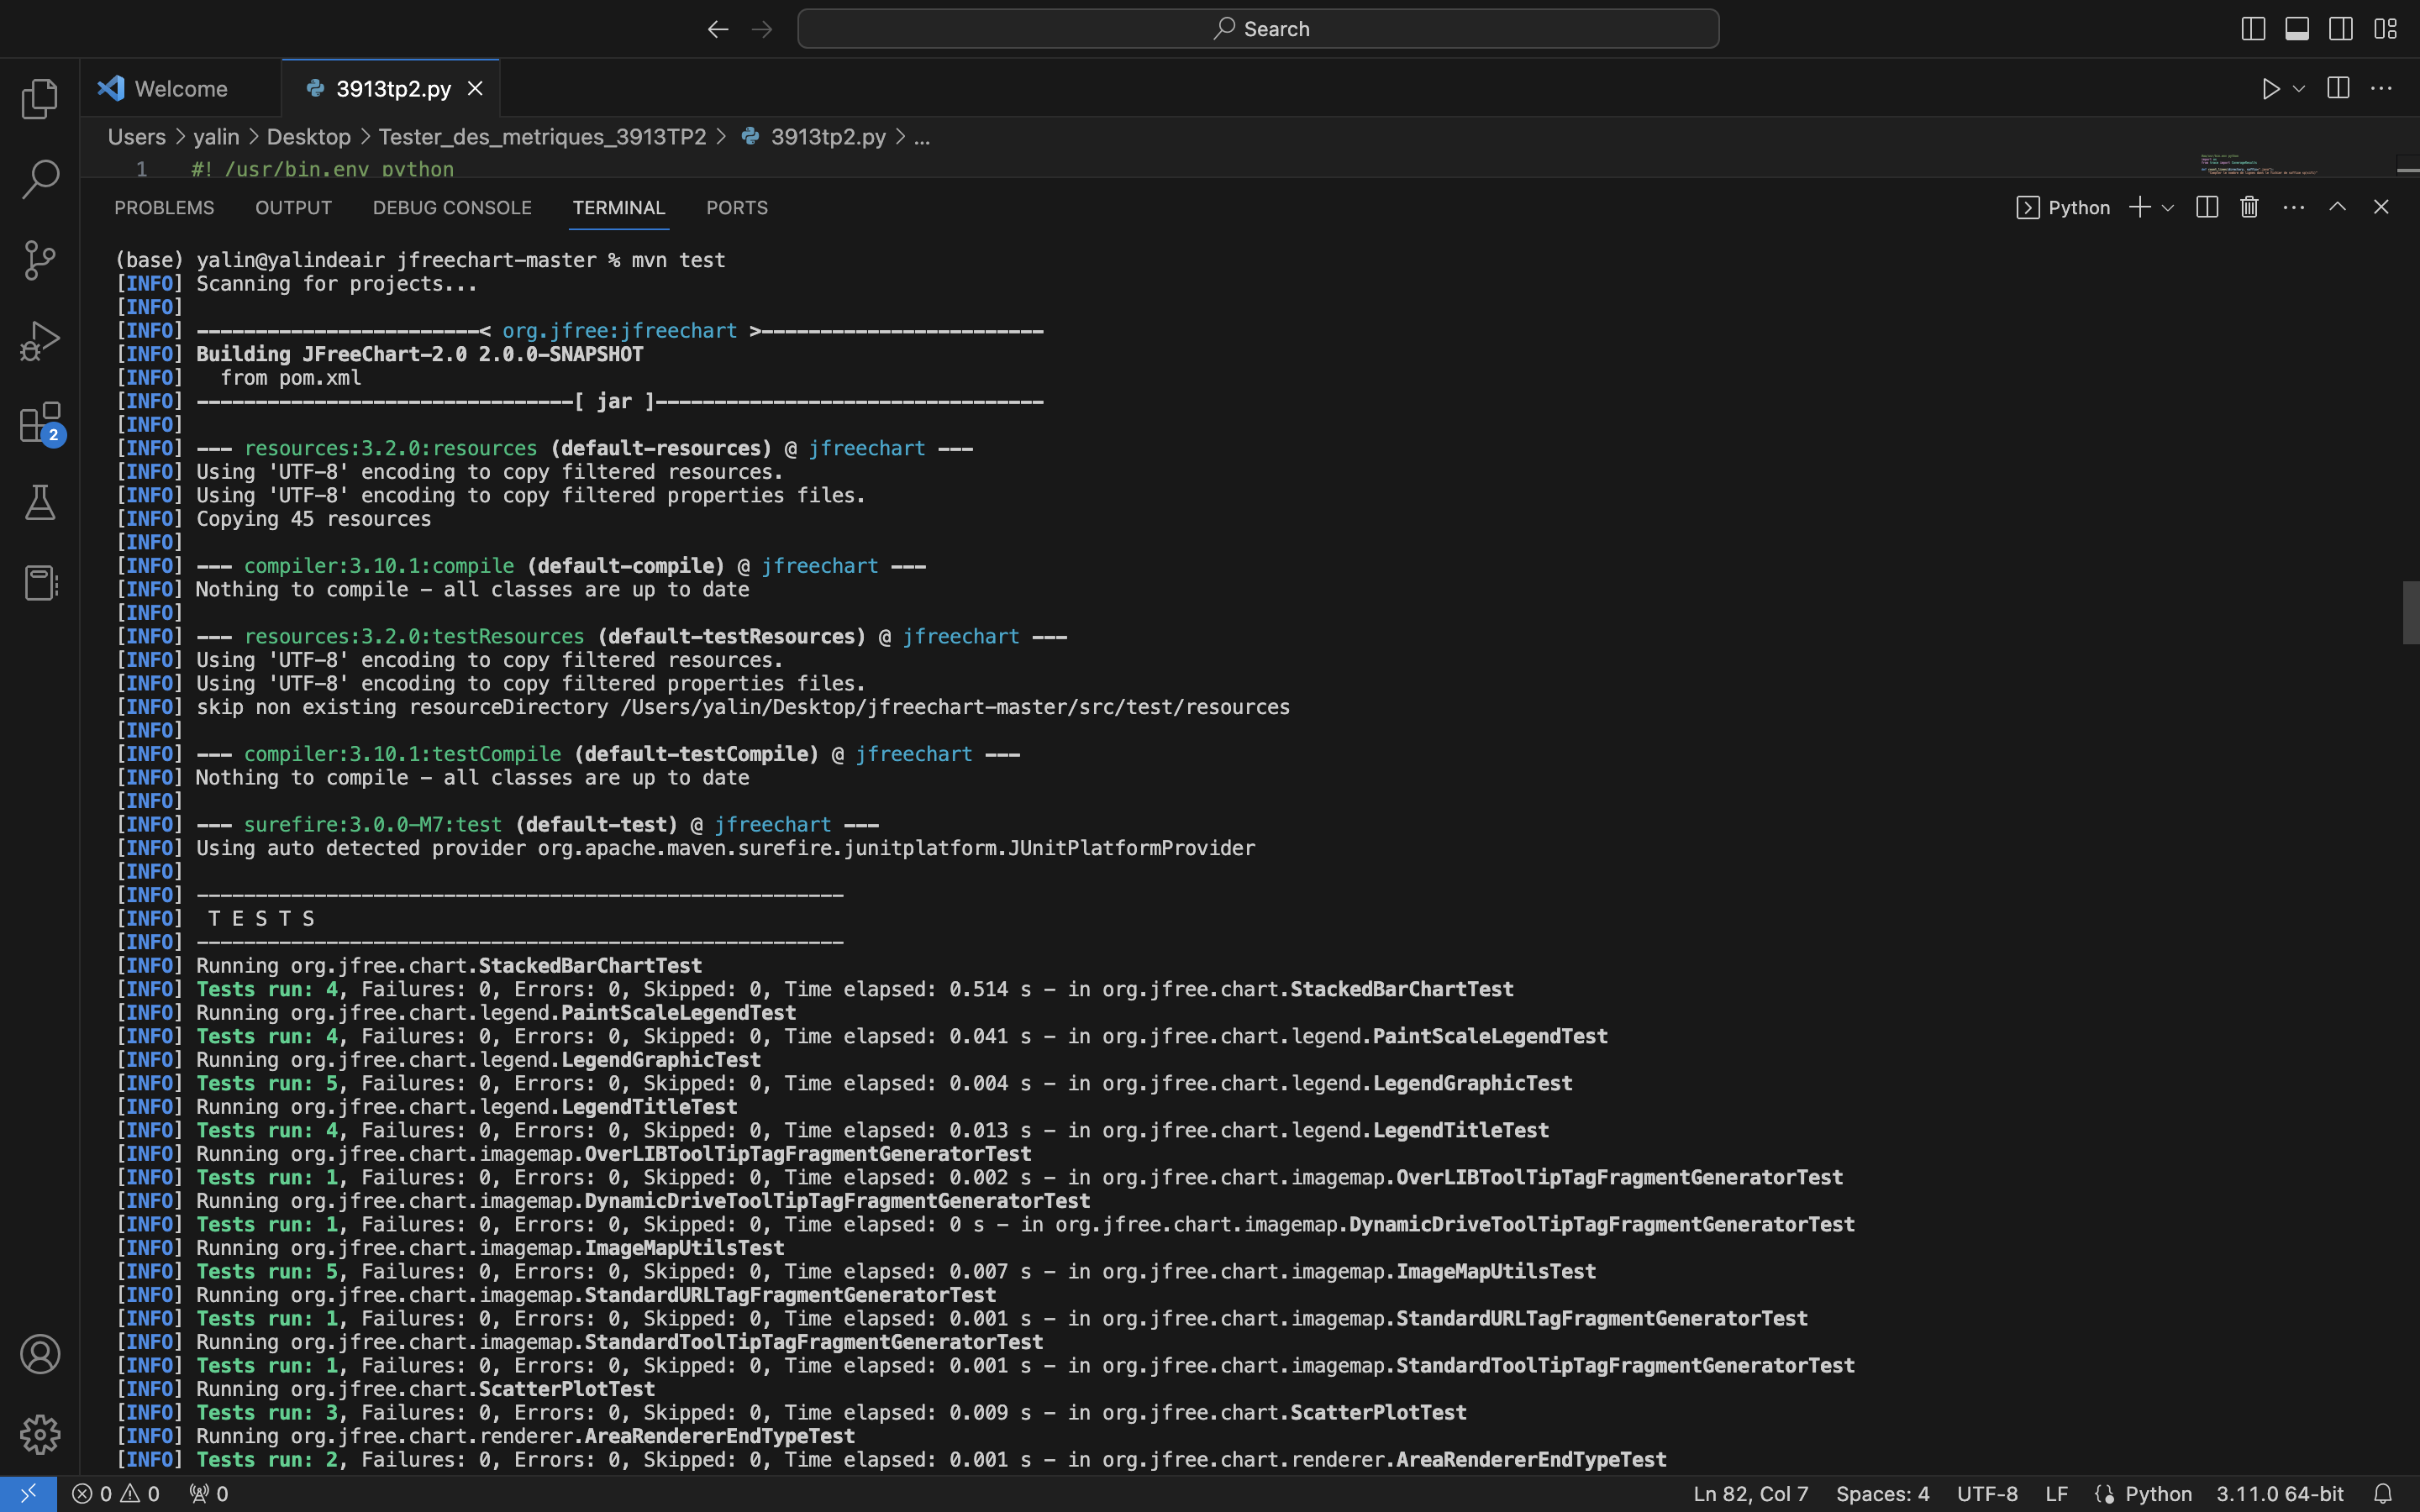 Search
Welcome
3913tp2.py
Users > yalin > Desktop > Tester_des_metriques_3913TP2 > 3913tp2.py > ...
1 #! /usr/bin.env python
PROBLEMS OUTPUT DEBUG CONSOLE TERMINAL PORTS
Python
(base) yalin@yalindeair jfreechart-master % mvn test
[INFO] Scanning for projects...
[INFO]
[INFO] ------------------------< org.jfree:jfreechart >------------------------
[INFO] Building JFreeChart-2.0 2.0.0-SNAPSHOT
[INFO]   from pom.xml
[INFO] --------------------------------[ jar ]---------------------------------
[INFO]
[INFO] --- resources:3.2.0:resources (default-resources) @ jfreechart ---
[INFO] Using 'UTF-8' encoding to copy filtered resources.
[INFO] Using 'UTF-8' encoding to copy filtered properties files.
[INFO] Copying 45 resources
[INFO]
[INFO] --- compiler:3.10.1:compile (default-compile) @ jfreechart ---
[INFO] Nothing to compile - all classes are up to date
[INFO]
[INFO] --- resources:3.2.0:testResources (default-testResources) @ jfreechart ---
[INFO] Using 'UTF-8' encoding to copy filtered resources.
[INFO] Using 'UTF-8' encoding to copy filtered properties files.
[INFO] skip non existing resourceDirectory /Users/yalin/Desktop/jfreechart-master/src/test/resources
[INFO]
[INFO] --- compiler:3.10.1:testCompile (default-testCompile) @ jfreechart ---
[INFO] Nothing to compile - all classes are up to date
[INFO]
[INFO] --- surefire:3.0.0-M7:test (default-test) @ jfreechart ---
[INFO] Using auto detected provider org.apache.maven.surefire.junitplatform.JUnitPlatformProvider
[INFO]
[INFO] -------------------------------------------------------
[INFO]  T E S T S
[INFO] -------------------------------------------------------
[INFO] Running org.jfree.chart.StackedBarChartTest
[INFO] Tests run: 4, Failures: 0, Errors: 0, Skipped: 0, Time elapsed: 0.514 s - in org.jfree.chart.StackedBarChartTest
[INFO] Running org.jfree.chart.legend.PaintScaleLegendTest
[INFO] Tests run: 4, Failures: 0, Errors: 0, Skipped: 0, Time elapsed: 0.041 s - in org.jfree.chart.legend.PaintScaleLegendTest
[INFO] Running org.jfree.chart.legend.LegendGraphicTest
[INFO] Tests run: 5, Failures: 0, Errors: 0, Skipped: 0, Time elapsed: 0.004 s - in org.jfree.chart.legend.LegendGraphicTest
[INFO] Running org.jfree.chart.legend.LegendTitleTest
[INFO] Tests run: 4, Failures: 0, Errors: 0, Skipped: 0, Time elapsed: 0.013 s - in org.jfree.chart.legend.LegendTitleTest
[INFO] Running org.jfree.chart.imagemap.OverLIBToolTipTagFragmentGeneratorTest
[INFO] Tests run: 1, Failures: 0, Errors: 0, Skipped: 0, Time elapsed: 0.002 s - in org.jfree.chart.imagemap.OverLIBToolTipTagFragmentGeneratorTest
[INFO] Running org.jfree.chart.imagemap.DynamicDriveToolTipTagFragmentGeneratorTest
[INFO] Tests run: 1, Failures: 0, Errors: 0, Skipped: 0, Time elapsed: 0 s - in org.jfree.chart.imagemap.DynamicDriveToolTipTagFragmentGeneratorTest
[INFO] Running org.jfree.chart.imagemap.ImageMapUtilsTest
[INFO] Tests run: 5, Failures: 0, Errors: 0, Skipped: 0, Time elapsed: 0.007 s - in org.jfree.chart.imagemap.ImageMapUtilsTest
[INFO] Running org.jfree.chart.imagemap.StandardURLTagFragmentGeneratorTest
[INFO] Tests run: 1, Failures: 0, Errors: 0, Skipped: 0, Time elapsed: 0.001 s - in org.jfree.chart.imagemap.StandardURLTagFragmentGeneratorTest
[INFO] Running org.jfree.chart.imagemap.StandardToolTipTagFragmentGeneratorTest
[INFO] Tests run: 1, Failures: 0, Errors: 0, Skipped: 0, Time elapsed: 0.001 s - in org.jfree.chart.imagemap.StandardToolTipTagFragmentGeneratorTest
[INFO] Running org.jfree.chart.ScatterPlotTest
[INFO] Tests run: 3, Failures: 0, Errors: 0, Skipped: 0, Time elapsed: 0.009 s - in org.jfree.chart.ScatterPlotTest
[INFO] Running org.jfree.chart.renderer.AreaRendererEndTypeTest
[INFO] Tests run: 2, Failures: 0, Errors: 0, Skipped: 0, Time elapsed: 0.001 s - in org.jfree.chart.renderer.AreaRendererEndTypeTest
2
0 0 0 Ln 82, Col 7 Spaces: 4 UTF-8 LF Python 3.11.0 64-bit